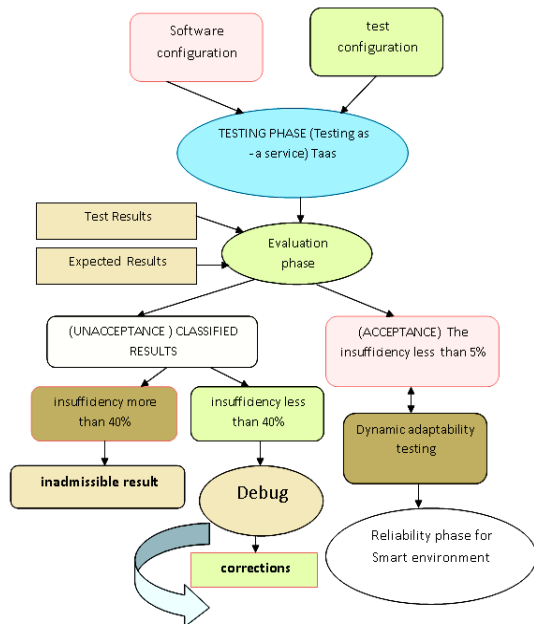 Software
configuration
test
configuration
TESTING PHASE (Testing as
-a service) Taas
Test Results
Expected Results
Evaluation
phase
(UNACCEPTANCE ) CLASSIFIED
RESULTS
(ACCEPTANCE) The
insufficiency less than 5%
insufficiency more
than 40%
insufficiency less
than 40%
Dynamic adaptability
testing
inadmissible result
Debug
Reliability phase for
Smart environment
corrections